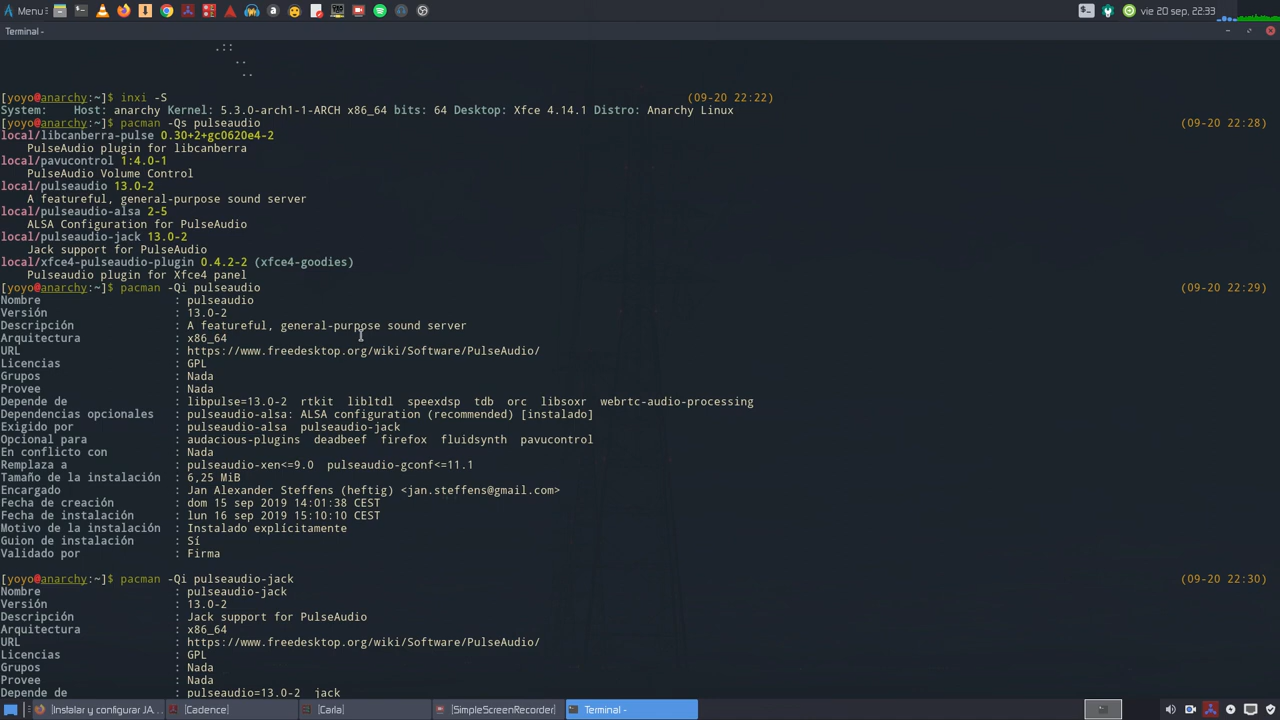 Menu
vie 20 sep, 22:33
Terminal -
.::
..
..
[yoyo@anarchy:~]$ inxi -S (09-20 22:22)
System: Host: anarchy Kernel: 5.3.0-arch1-1-ARCH x86_64 bits: 64 Desktop: Xfce 4.14.1 Distro: Anarchy Linux
[yoyo@anarchy:~]$ pacman -Qs pulseaudio (09-20 22:28)
local/libcanberra-pulse 0.30+2+gc0620e4-2
PulseAudio plugin for libcanberra
local/pavucontrol 1:4.0-1
PulseAudio Volume Control
local/pulseaudio 13.0-2
A featureful, general-purpose sound server
local/pulseaudio-alsa 2-5
ALSA Configuration for PulseAudio
local/pulseaudio-jack 13.0-2
Jack support for PulseAudio
local/xfce4-pulseaudio-plugin 0.4.2-2 (xfce4-goodies)
Pulseaudio plugin for Xfce4 panel
[yoyo@anarchy:~]$ pacman -Qi pulseaudio (09-20 22:29)
Nombre : pulseaudio
Versión : 13.0-2
Descripción : A featureful, general-purpose sound server
Arquitectura : x86_64
URL : https://www.freedesktop.org/wiki/Software/PulseAudio/
Licencias : GPL
Grupos : Nada
Provee : Nada
Depende de : libpulse=13.0-2 rtkit libltdl speexdsp tdb orc libsoxr webrtc-audio-processing
Dependencias opcionales : pulseaudio-alsa: ALSA configuration (recommended) [instalado]
Exigido por : pulseaudio-alsa pulseaudio-jack
Opcional para : audacious-plugins deadbeef firefox fluidsynth pavucontrol
En conflicto con : Nada
Remplaza a : pulseaudio-xen<=9.0 pulseaudio-gconf<=11.1
Tamaño de la instalación : 6,25 MiB
Encargado : Jan Alexander Steffens (heftig) <jan.steffens@gmail.com>
Fecha de creación : dom 15 sep 2019 14:01:38 CEST
Fecha de instalación : lun 16 sep 2019 15:10:10 CEST
Motivo de la instalación : Instalado explícitamente
Guion de instalación : Sí
Validado por : Firma
[yoyo@anarchy:~]$ pacman -Qi pulseaudio-jack (09-20 22:30)
Nombre : pulseaudio-jack
Versión : 13.0-2
Descripción : Jack support for PulseAudio
Arquitectura : x86_64
URL : https://www.freedesktop.org/wiki/Software/PulseAudio/
Licencias : GPL
Grupos : Nada
Provee : Nada
Depende de : pulseaudio=13.0-2 jack
[Instalar y configurar JA... [Cadence] [Carla] [SimpleScreenRecorder] Terminal -